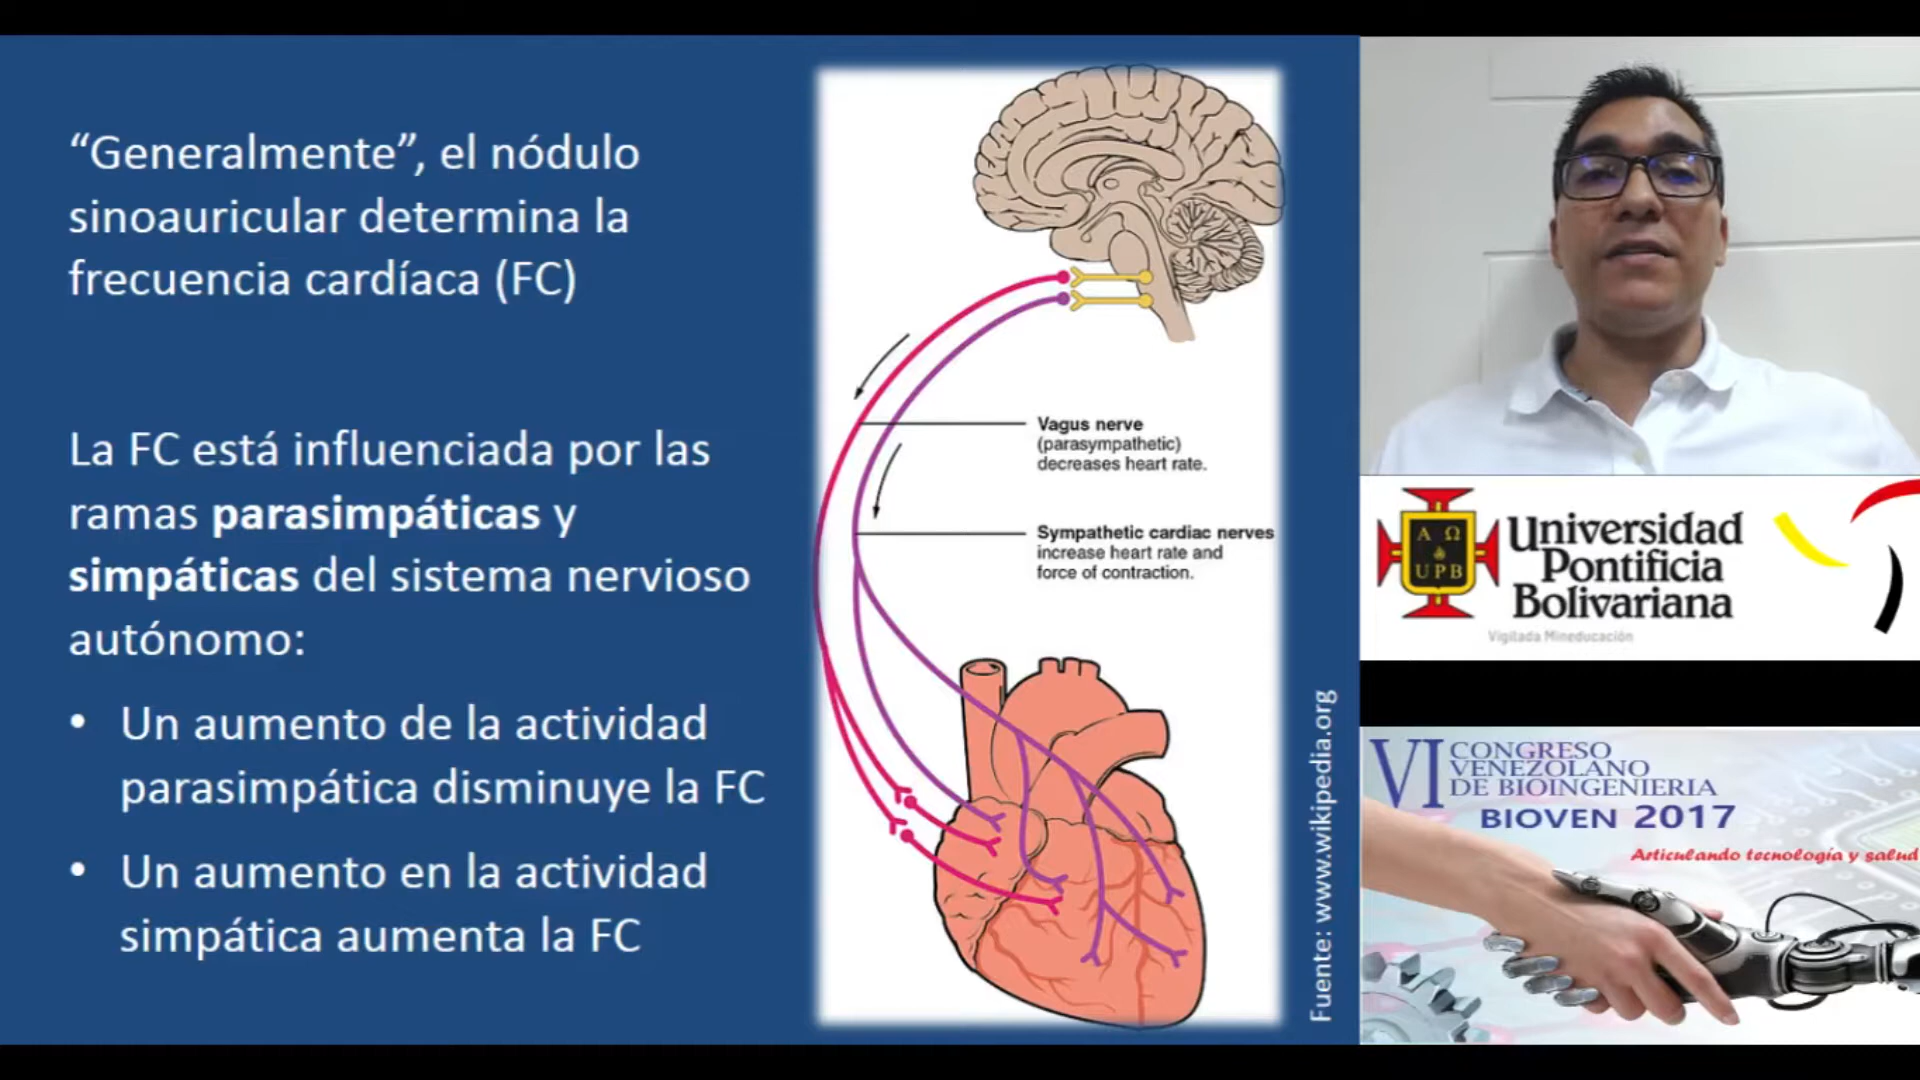 “Generalmente”, el nódulo
sinoauricular determina la
frecuencia cardíaca (FC)
La FC está influenciada por las
ramas parasimpáticas y
simpáticas del sistema nervioso
autónomo:
• Un aumento de la actividad
parasimpática disminuye la FC
• Un aumento en la actividad
simpática aumenta la FC
Vagus nerve
(parasympathetic)
decreases heart rate.
Sympathetic cardiac nerves
increase heart rate and
force of contraction.
Fuente: www.wikipedia.org
Α Ω
UPB
Universidad
Pontificia
Bolivariana
Vigilada Mineducación
VI CONGRESO
VENEZOLANO
DE BIOINGENIERIA
BIOVEN 2017
Articulando tecnología y salud